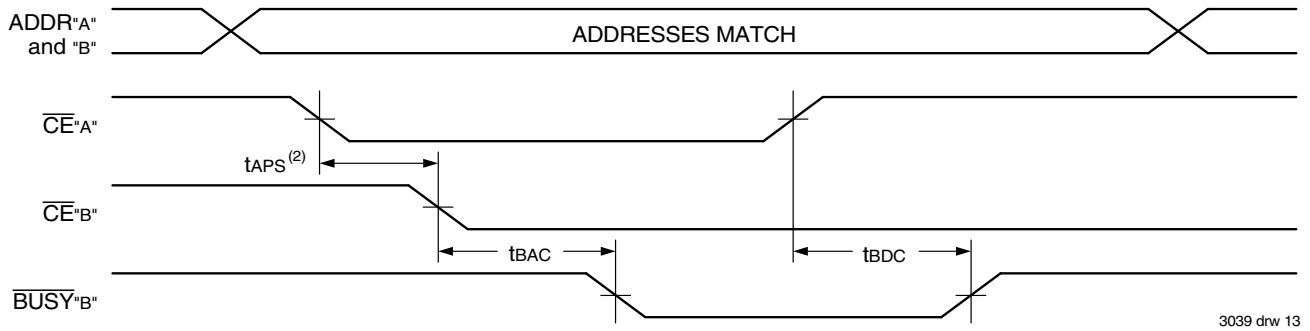 ADDR"A"
and "B"
ADDRESSES MATCH
CE"A"
tAPS(2)
CE"B"
tBAC
tBDC
BUSY"B"
3039 drw 13